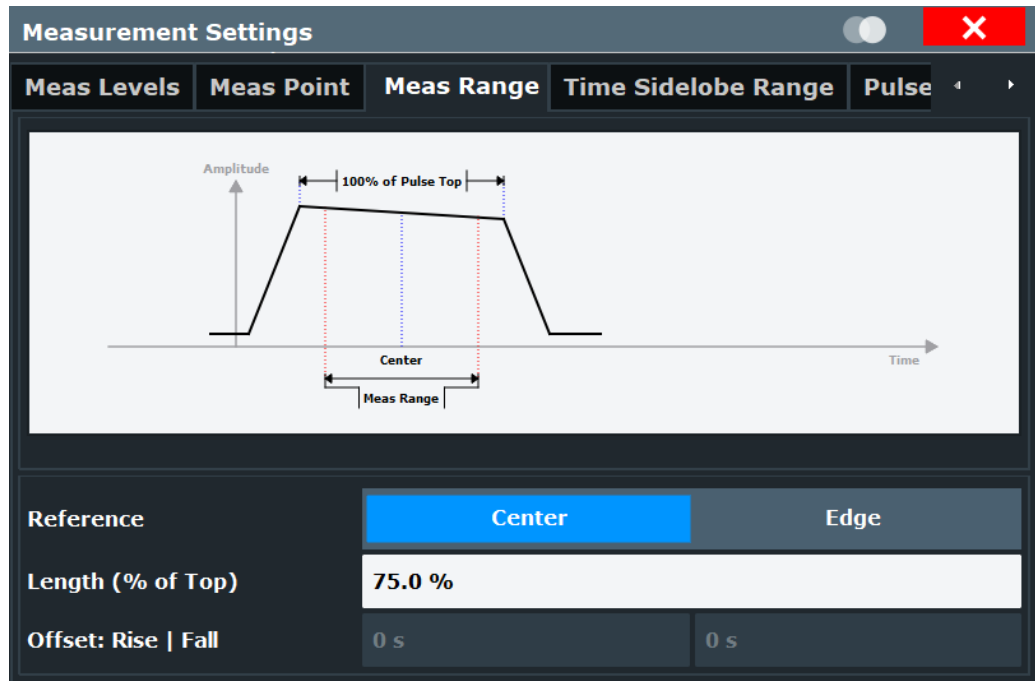 Measurement Settings
Meas Levels Meas Point Meas Range Time Sidelobe Range Pulse
Amplitude
100% of Pulse Top
Center
Time
Meas Range
Reference Center Edge
Length (% of Top) 75.0 %
Offset: Rise | Fall 0 s 0 s